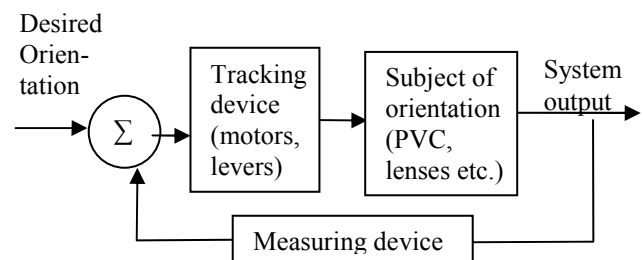 Desired
Orien-
tation
Σ
Tracking
device
(motors,
levers)
Subject of
orientation
(PVC,
lenses etc.)
System
output
Measuring device